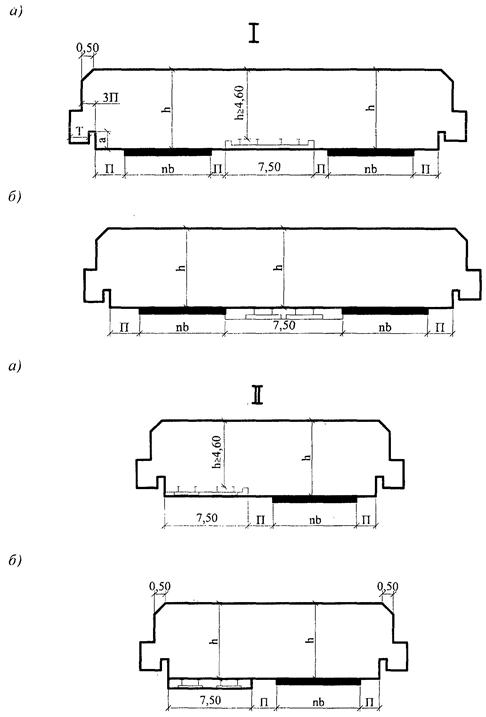 а)
I
0,50
3П
h
h≥4,60
h
Т
а
П nb П 7,50 П nb П
б)
h
h
П nb 7,50 nb П
а)
II
h≥4,60
h
7,50 П nb П
б)
0,50 0,50
h
h
7,50 П nb П